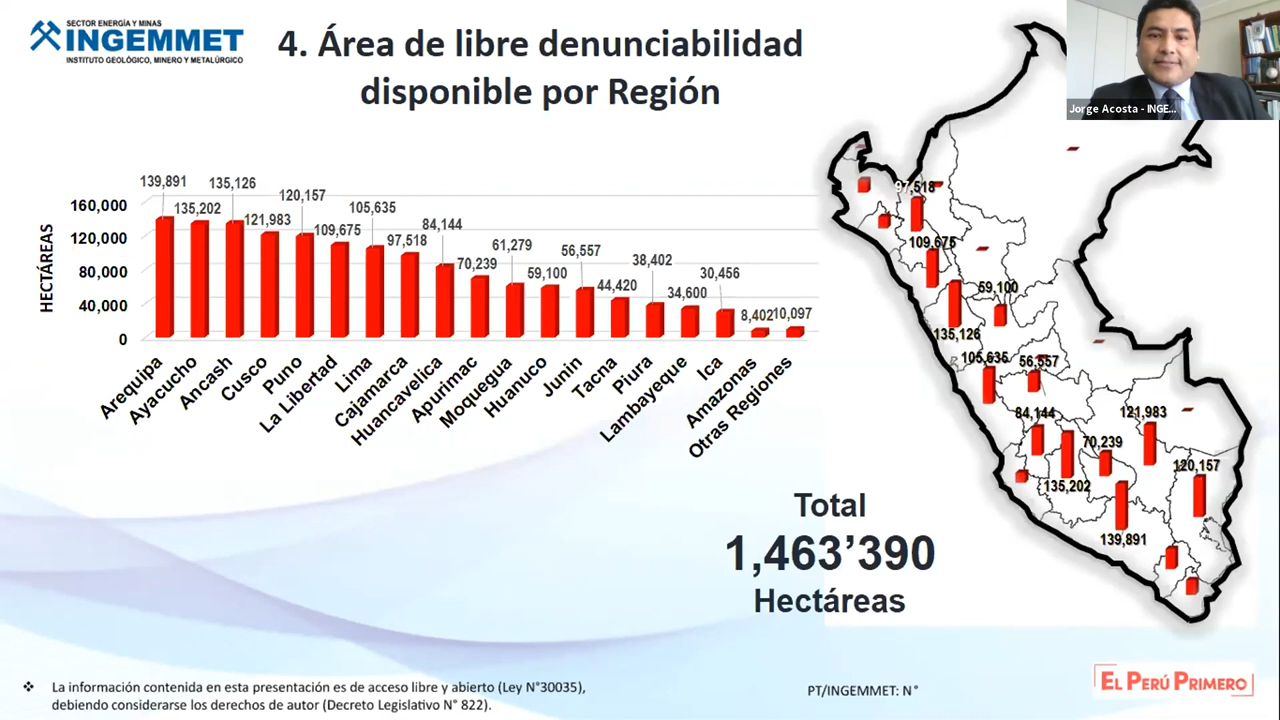 SECTOR ENERGÍA Y MINAS
INGEMMET
INSTITUTO GEOLÓGICO, MINERO Y METALÚRGICO
4. Área de libre denunciabilidad
disponible por Región
Jorge Acosta - INGE...
HECTÁREAS
160,000
120,000
80,000
40,000
0
139,891
135,202
135,126
121,983
120,157
109,675
105,635
97,518
84,144
70,239
61,279
59,100
56,557
44,420
38,402
34,600
30,456
8,402
10,097
Arequipa
Ayacucho
Ancash
Cusco
Puno
La Libertad
Lima
Cajamarca
Huancavelica
Apurimac
Moquegua
Huanuco
Junin
Tacna
Piura
Lambayeque
Ica
Amazonas
Otras Regiones
97,518
109,675
59,100
135,126
105,635
56,557
84,144
121,983
70,239
120,157
135,202
139,891
Total
1,463’390
Hectáreas
❖ La información contenida en esta presentación es de acceso libre y abierto (Ley N°30035),
debiendo considerarse los derechos de autor (Decreto Legislativo N° 822).
PT/INGEMMET: N°
EL PERÚ PRIMERO